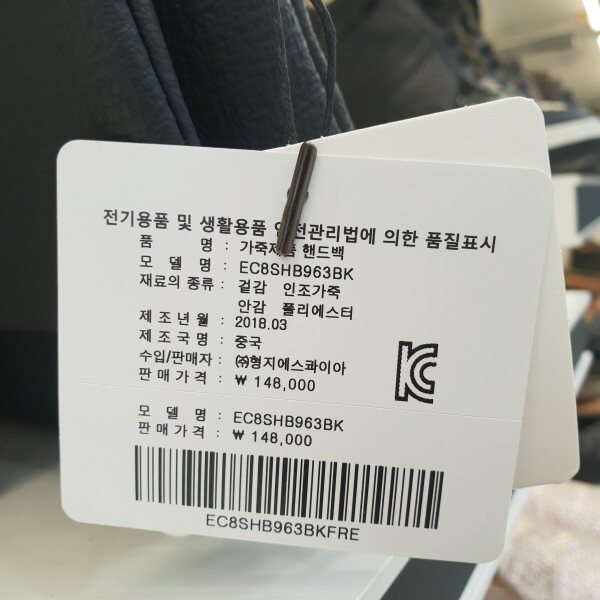 전기용품 및 생활용품 안전관리법에 의한 품질표시
품 명 : 가죽제품 핸드백
모 델 명 : EC8SHB963BK
재료의 종류 : 겉감 인조가죽
안감 폴리에스터
제 조 년 월 : 2018.03
제 조 국 명 : 중국
수입/판매자 : ㈜형지에스콰이아
판 매 가 격 : ₩ 148,000
모 델 명 : EC8SHB963BK
판 매 가 격 : ₩ 148,000
EC8SHB963BKFRE